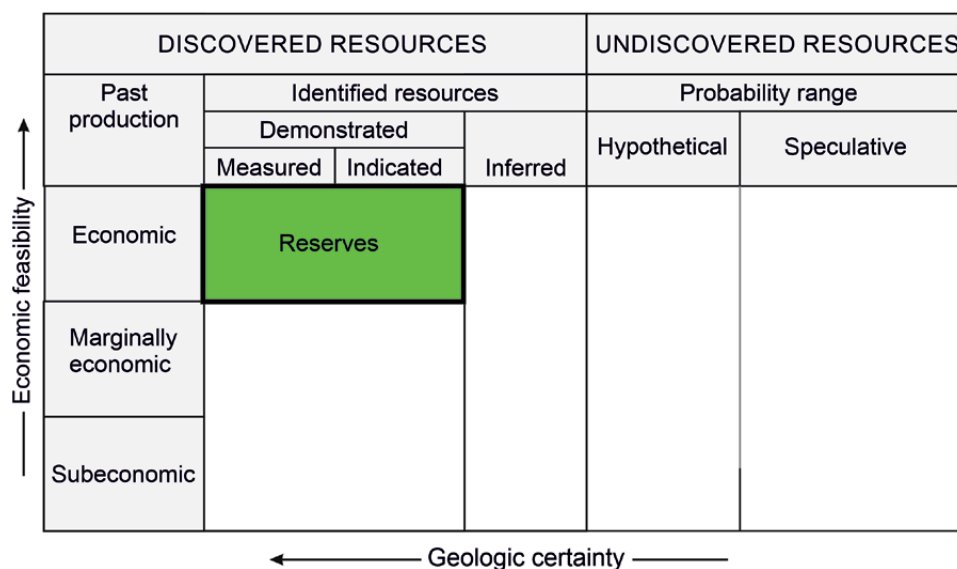 DISCOVERED RESOURCES
UNDISCOVERED RESOURCES
Past
production
Identified resources
Probability range
Demonstrated
Measured
Indicated
Inferred
Hypothetical
Speculative
Economic feasibility
Economic
Reserves
Marginally
economic
Subeconomic
Geologic certainty